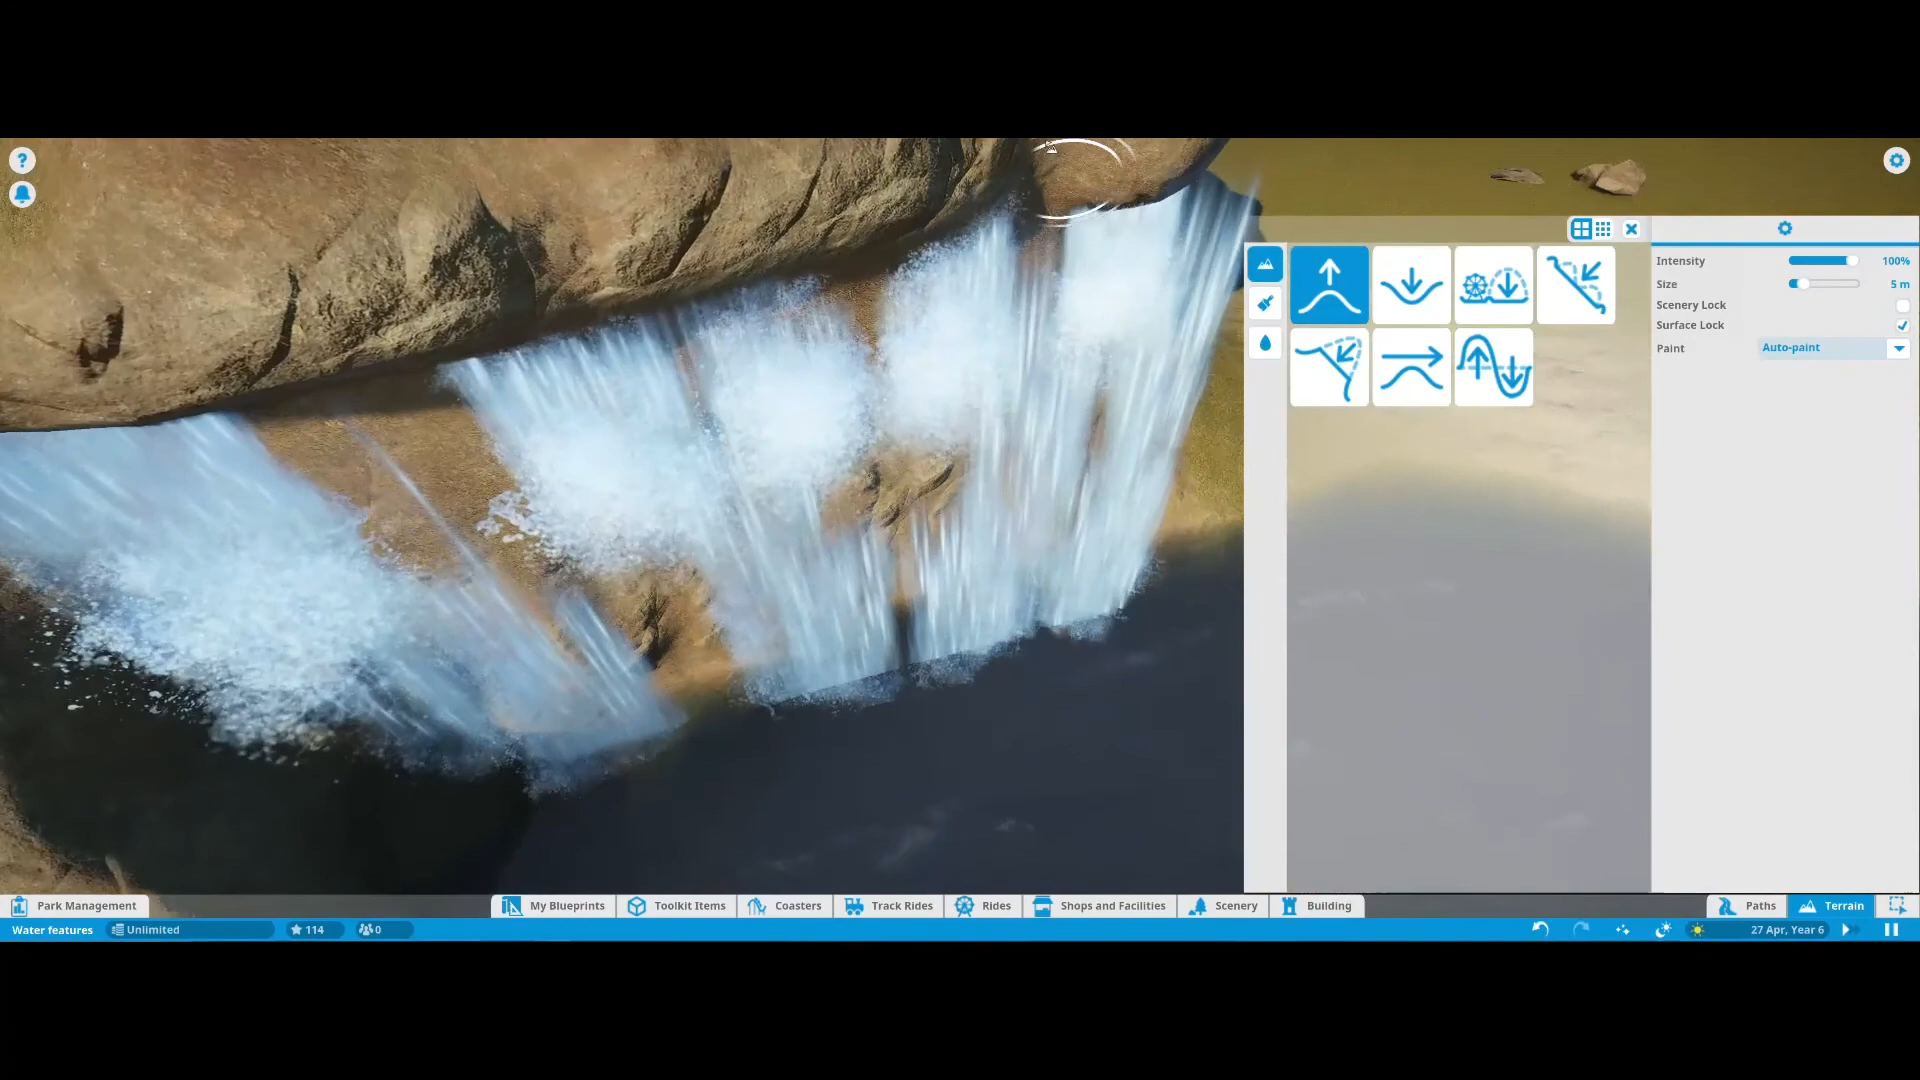 ?
Intensity 100%
Size 5 m
Scenery Lock
Surface Lock
Paint Auto-paint
Park Management My Blueprints Toolkit Items Coasters Track Rides Rides Shops and Facilities Scenery Building Paths Terrain
Water features Unlimited 114 0 27 Apr, Year 6